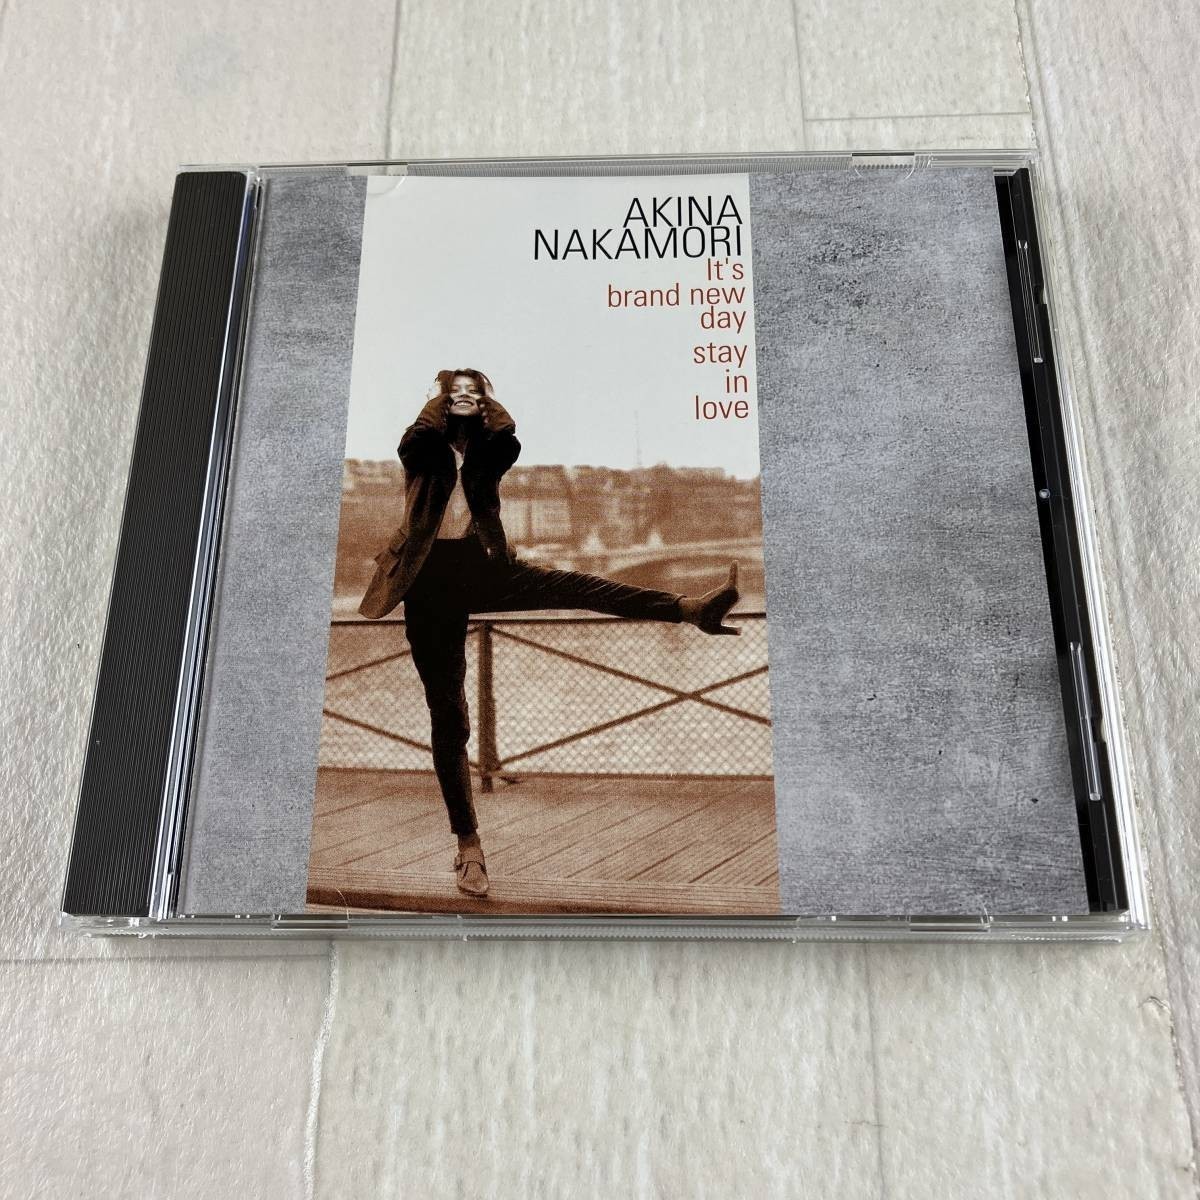 AKINA
NAKAMORI
It's
brand new
day
stay
in
love